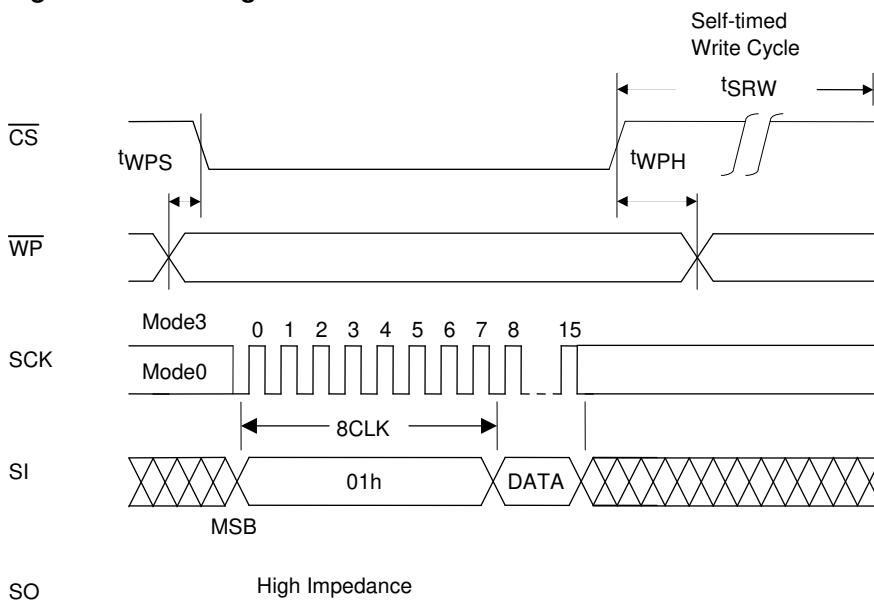 Self-timed
Write Cycle
tSRW
CS
tWPS
tWPH
WP
Mode3
0 1 2 3 4 5 6 7 8 15
SCK
Mode0
8CLK
SI
01h
DATA
MSB
High Impedance
SO